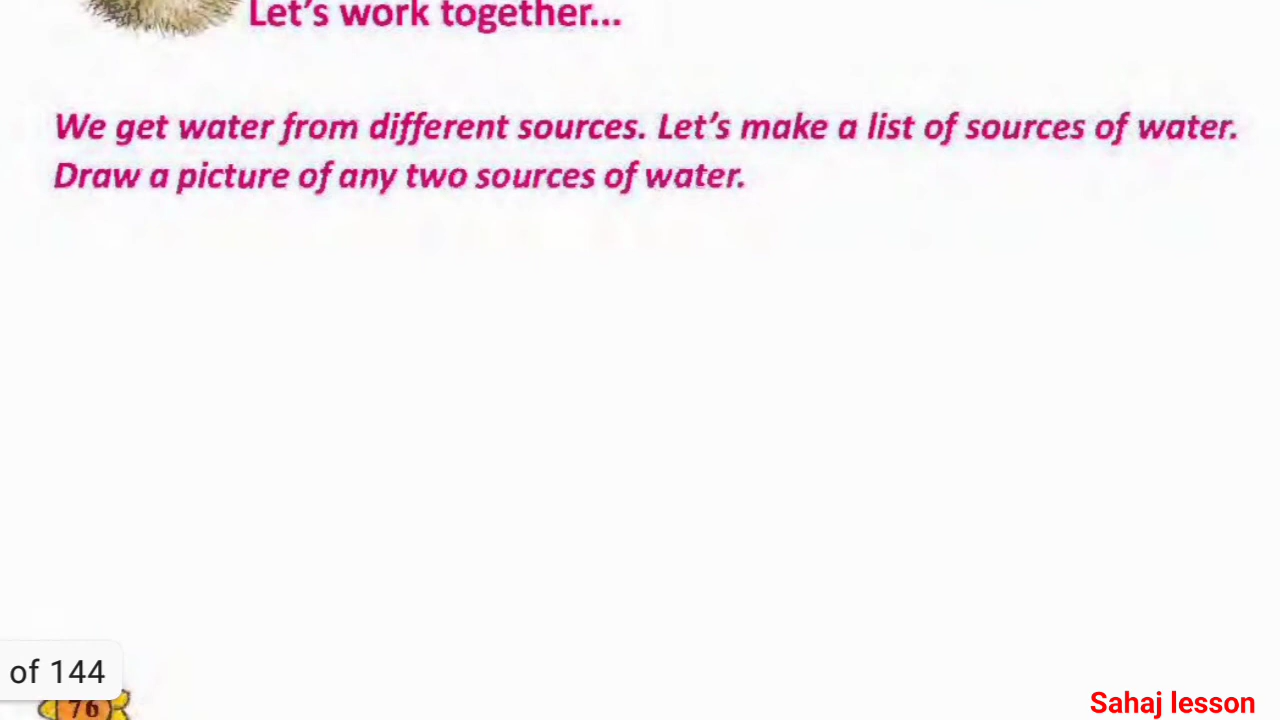 Let's work together...
We get water from different sources. Let's make a list of sources of water.
Draw a picture of any two sources of water.
of 144
76
Sahaj lesson